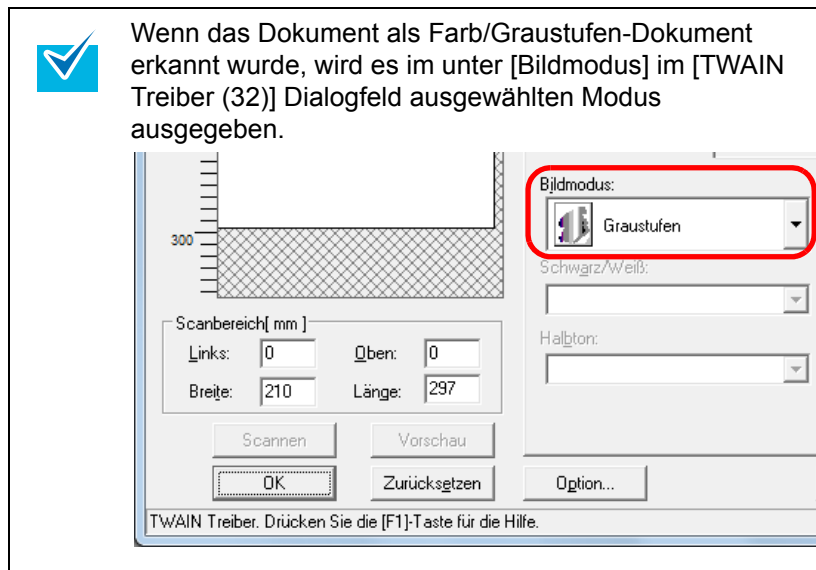 Wenn das Dokument als Farb/Graustufen-Dokument
erkannt wurde, wird es im unter [Bildmodus] im [TWAIN
Treiber (32)] Dialogfeld ausgewählten Modus
ausgegeben.
300
Bildmodus:
Graustufen
Schwarz/Weiß:
Halbton:
Scanbereich[ mm ]
Links: 0 Oben: 0
Breite: 210 Länge: 297
Scannen Vorschau
OK Zurücksetzen Option...
TWAIN Treiber. Drücken Sie die [F1]-Taste für die Hilfe.